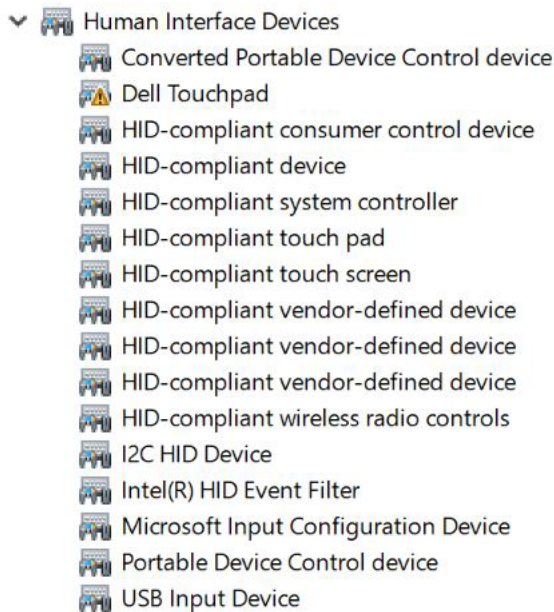 Human Interface Devices
Converted Portable Device Control device
Dell Touchpad
HID-compliant consumer control device
HID-compliant device
HID-compliant system controller
HID-compliant touch pad
HID-compliant touch screen
HID-compliant vendor-defined device
HID-compliant vendor-defined device
HID-compliant vendor-defined device
HID-compliant wireless radio controls
I2C HID Device
Intel(R) HID Event Filter
Microsoft Input Configuration Device
Portable Device Control device
USB Input Device